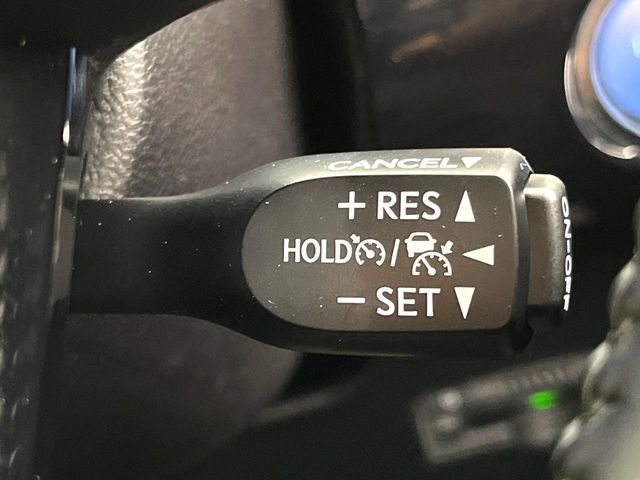 CANCEL▼
+ RES ▲
HOLD / ◀
− SET ▼
ON-OFF